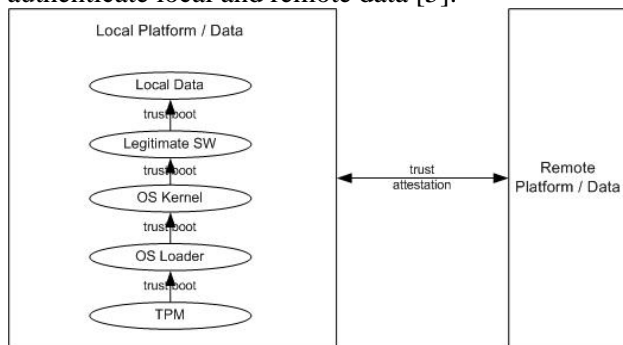 authenticate local and remote data
Local Platform / Data
Local Data
trust boot
Legitimate SW
trust boot
OS Kernel
trust boot
OS Loader
trust boot
TPM
trust
attestation
Remote
Platform / Data